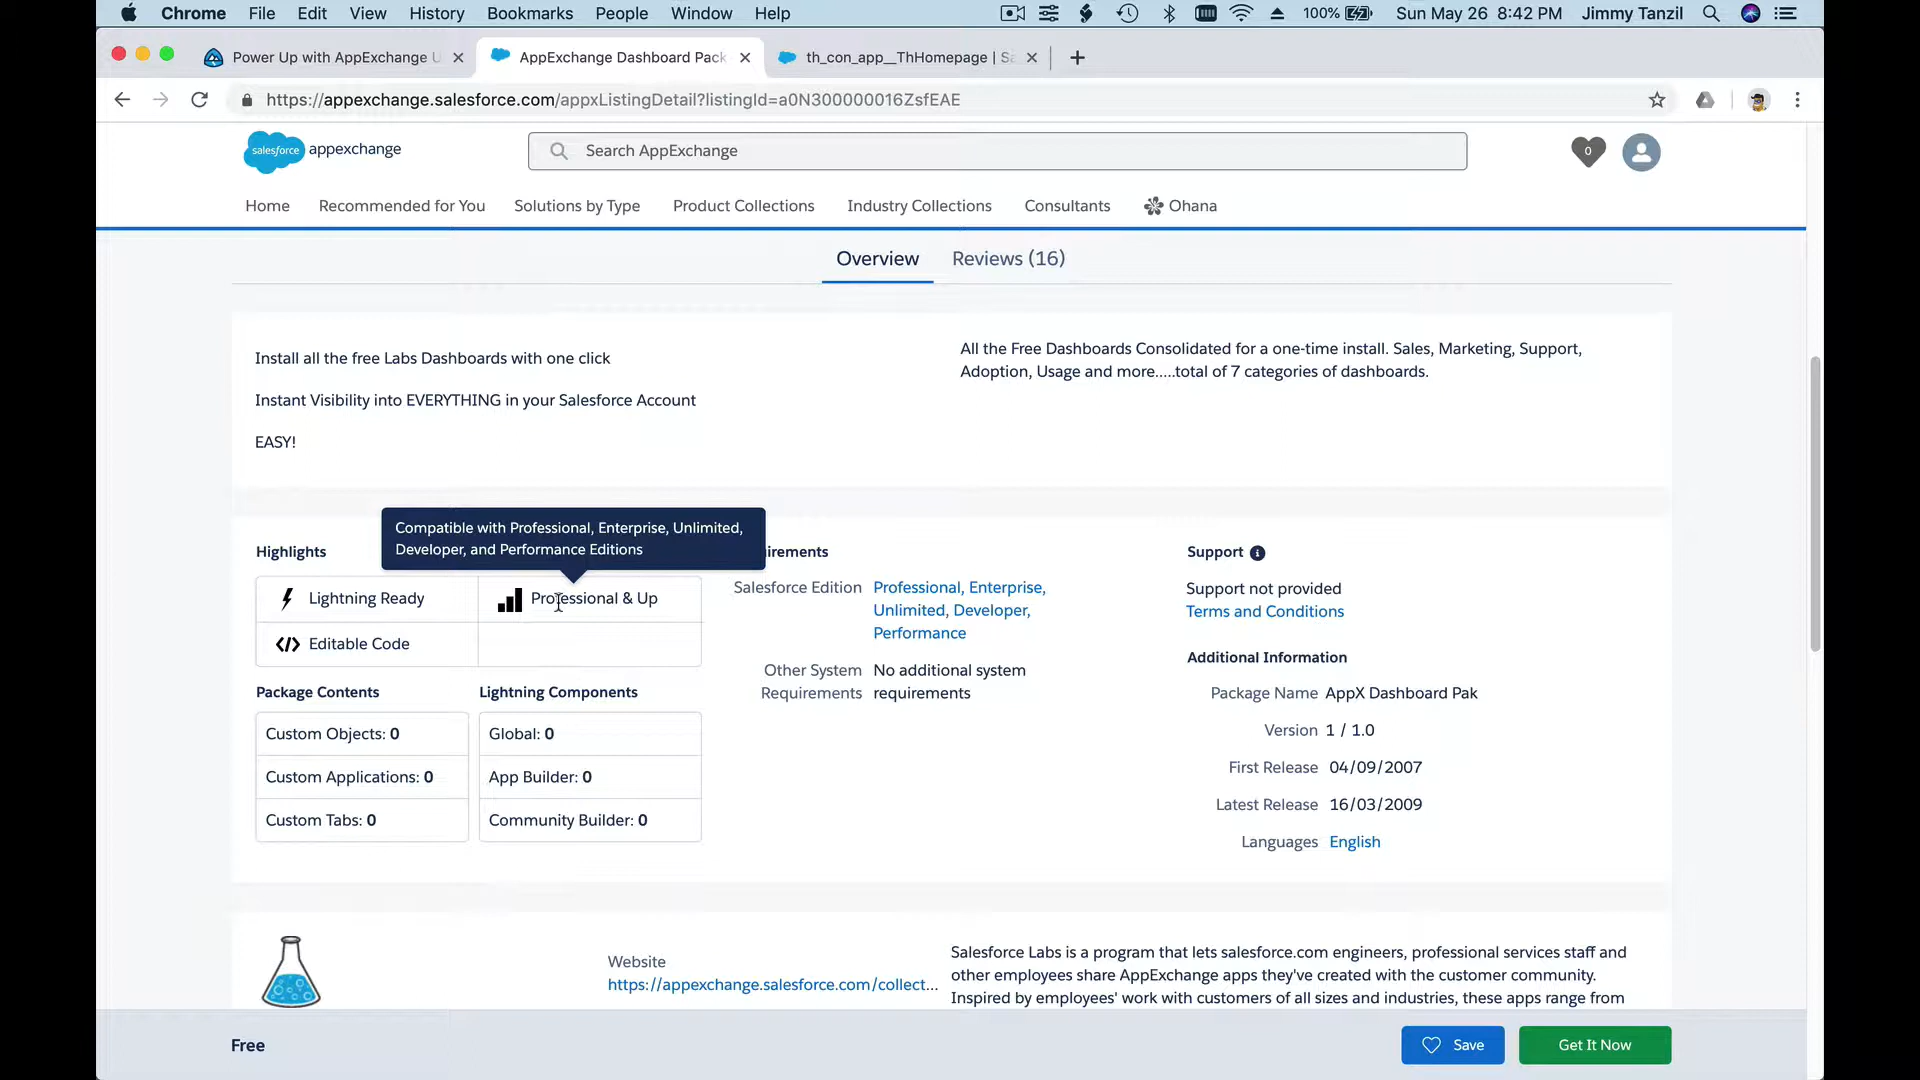 Chrome File Edit View History Bookmarks People Window Help 100% Sun May 26 8:42 PM Jimmy Tanzil
Power Up with AppExchange U
AppExchange Dashboard Pack
th_con_app__ThHomepage | Sa
https://appexchange.salesforce.com/appxListingDetail?listingId=a0N300000016ZsfEAE
salesforce appexchange
Search AppExchange
0
Home Recommended for You Solutions by Type Product Collections Industry Collections Consultants Ohana
Overview Reviews (16)
Install all the free Labs Dashboards with one click
Instant Visibility into EVERYTHING in your Salesforce Account
EASY!
All the Free Dashboards Consolidated for a one-time install. Sales, Marketing, Support,
Adoption, Usage and more.....total of 7 categories of dashboards.
Compatible with Professional, Enterprise, Unlimited,
Developer, and Performance Editions
Highlights
Lightning Ready
Professional & Up
Editable Code
Package Contents
Custom Objects: 0
Custom Applications: 0
Custom Tabs: 0
Lightning Components
Global: 0
App Builder: 0
Community Builder: 0
irements
Salesforce Edition Professional, Enterprise,
Unlimited, Developer,
Performance
Other System No additional system
Requirements requirements
Support
Support not provided
Terms and Conditions
Additional Information
Package Name AppX Dashboard Pak
Version 1 / 1.0
First Release 04/09/2007
Latest Release 16/03/2009
Languages English
Website
https://appexchange.salesforce.com/collect...
Salesforce Labs is a program that lets salesforce.com engineers, professional services staff and
other employees share AppExchange apps they've created with the customer community.
Inspired by employees' work with customers of all sizes and industries, these apps range from
Free
Save
Get It Now